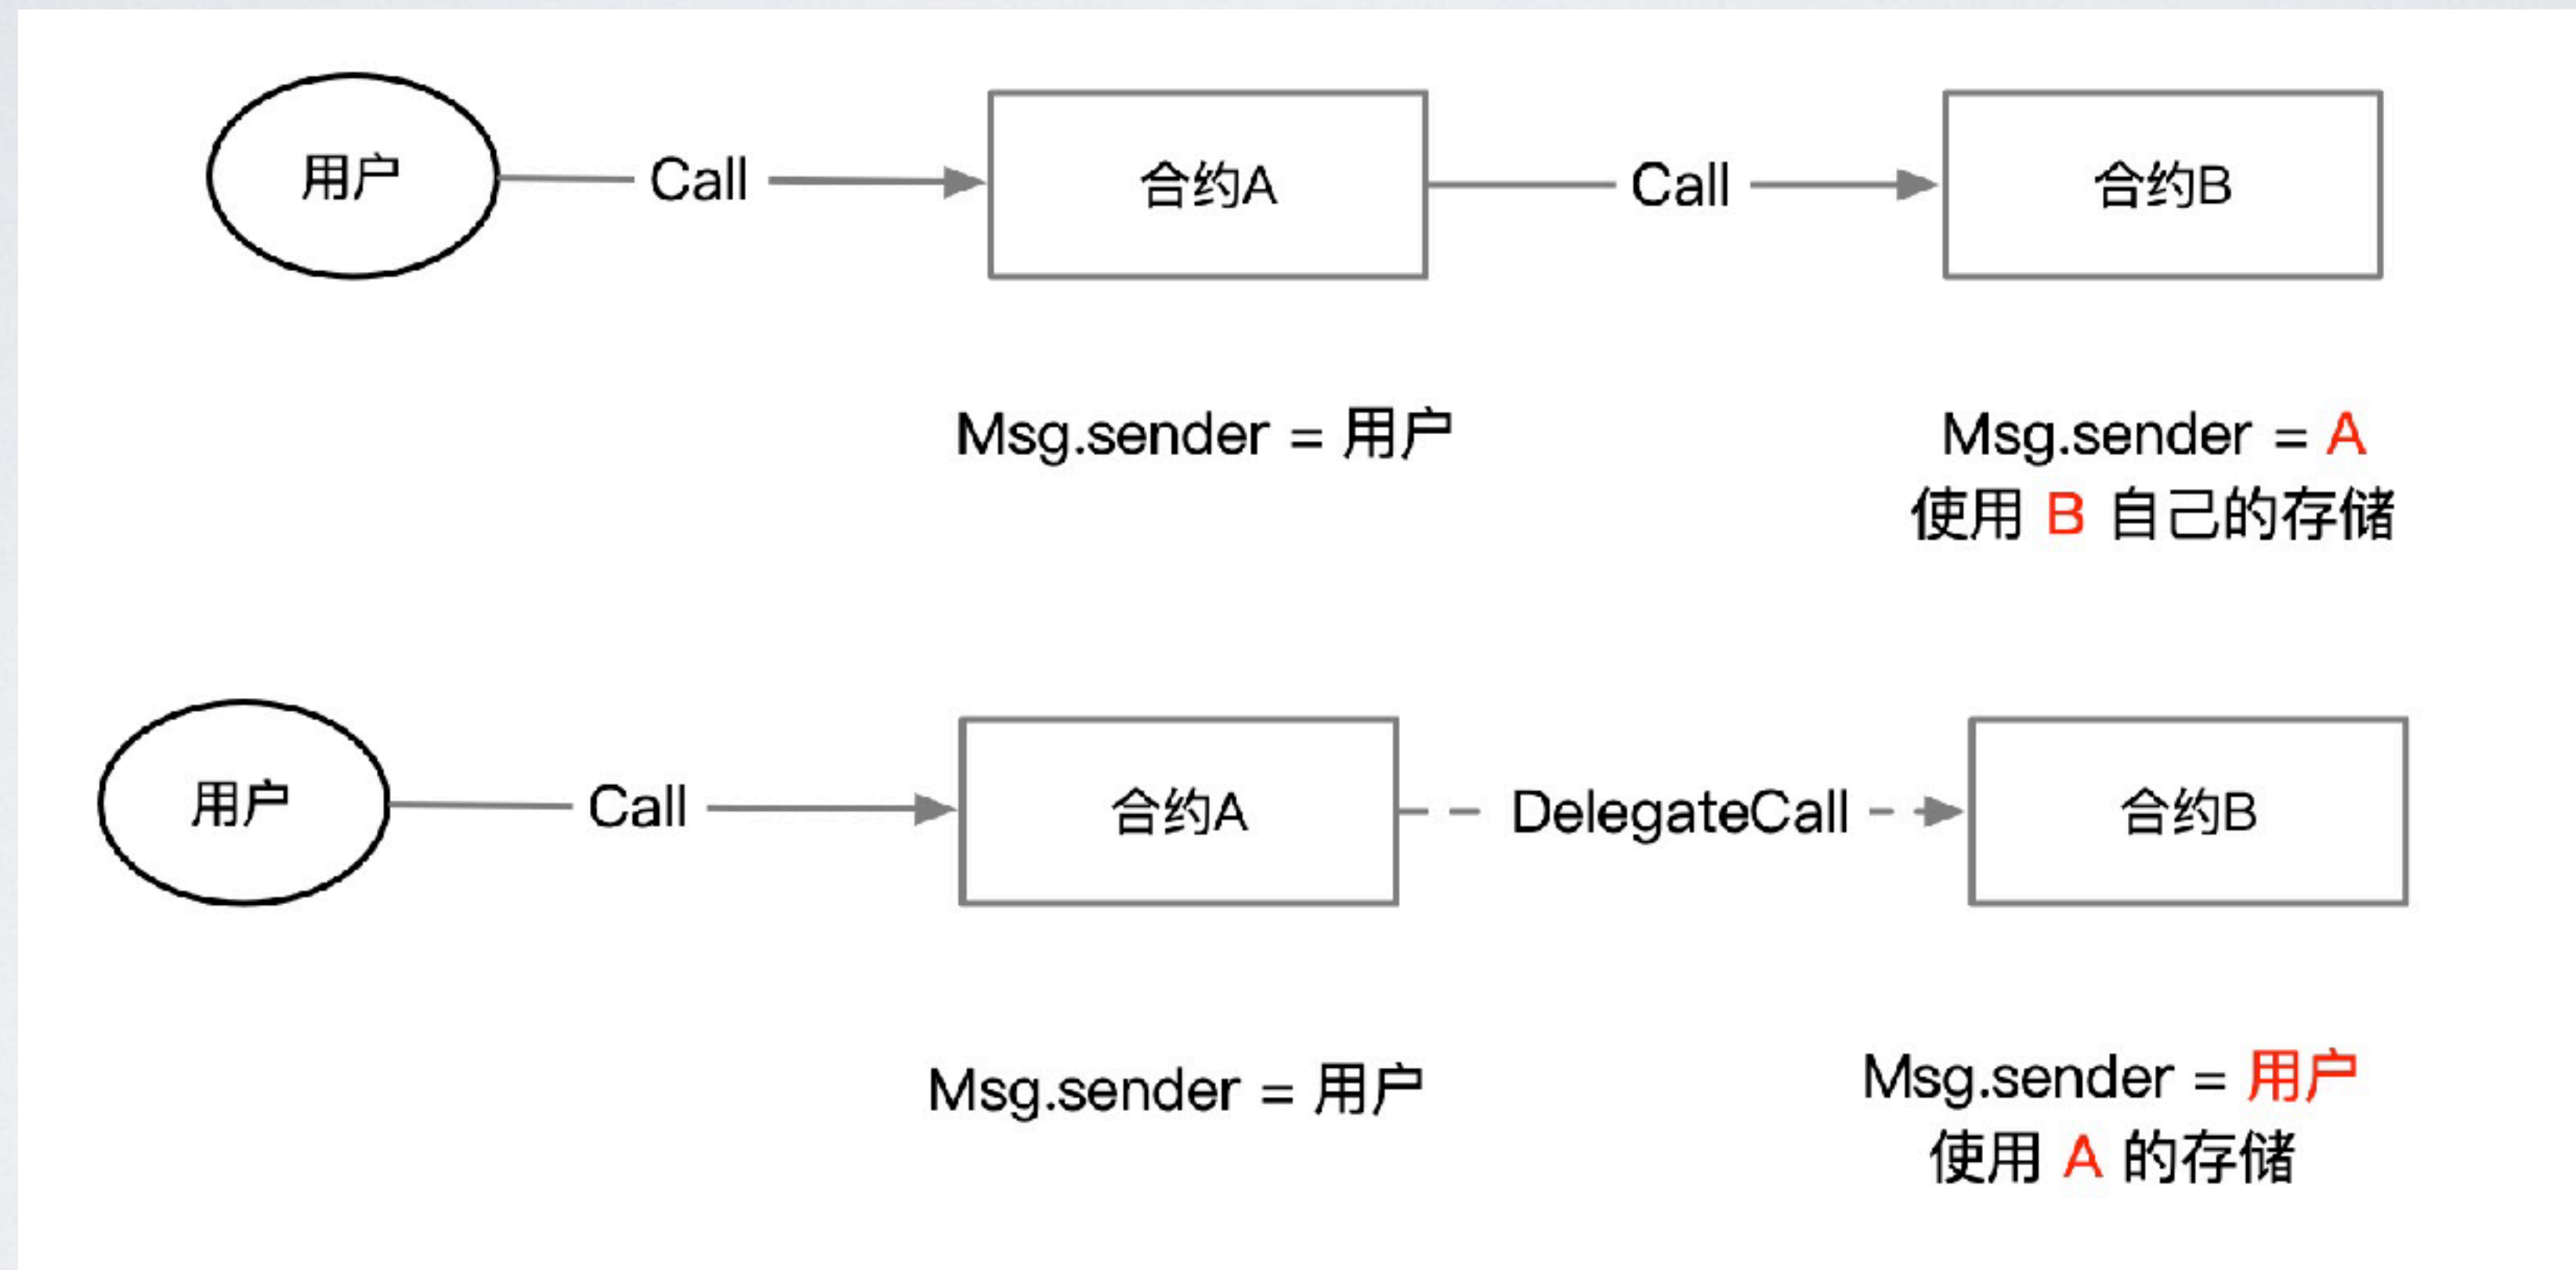 用户
Call
合约A
Call
合约B
Msg.sender = 用户
Msg.sender = A
使用 B 自己的存储
用户
Call
合约A
DelegateCall
合约B
Msg.sender = 用户
Msg.sender = 用户
使用 A 的存储